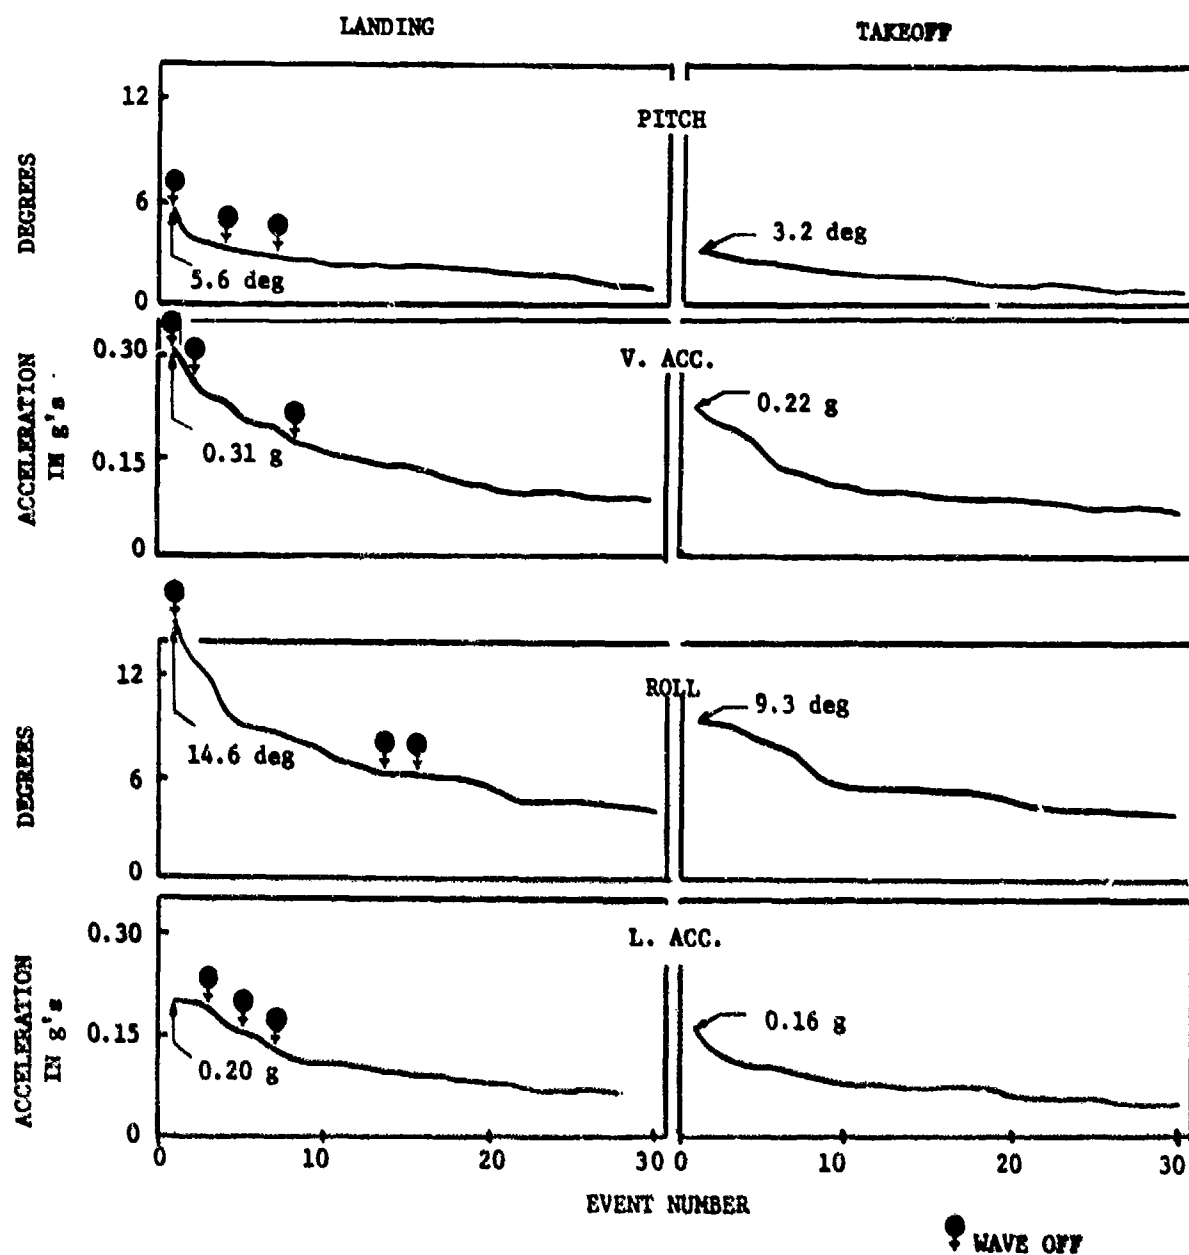 LANDING
TAKEOFF
PITCH
DEGREES
12
6
0
5.6 deg
3.2 deg
V. ACC.
ACCELERATION
IN g's
0.30
0.15
0
0.31 g
0.22 g
ROLL
DEGREES
12
6
0
14.6 deg
9.3 deg
L. ACC.
ACCELERATION
IN g's
0.30
0.15
0
0.20 g
0.16 g
0 10 20 30 0 10 20 30
EVENT NUMBER
WAVE OFF